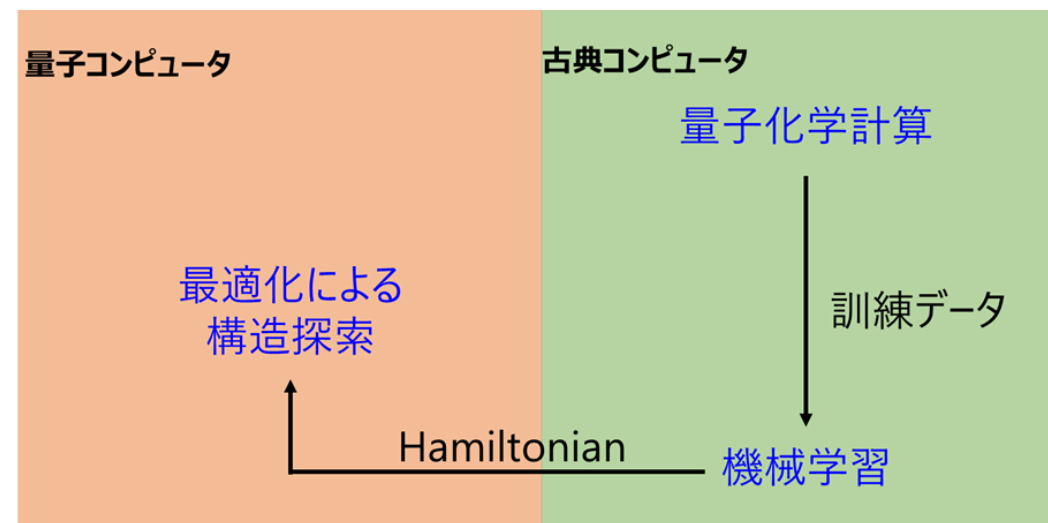 量子コンピュータ
古典コンピュータ
量子化学計算
訓練データ
機械学習
Hamiltonian
最適化による
構造探索